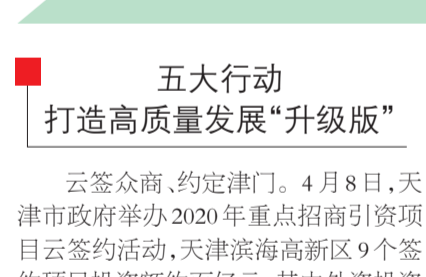 五大行动
打造高质量发展“升级版”
云签众商、约定津门。4月8日,天
津市政府举办2020年重点招商引资项
目云签约活动,天津滨海高新区9个签